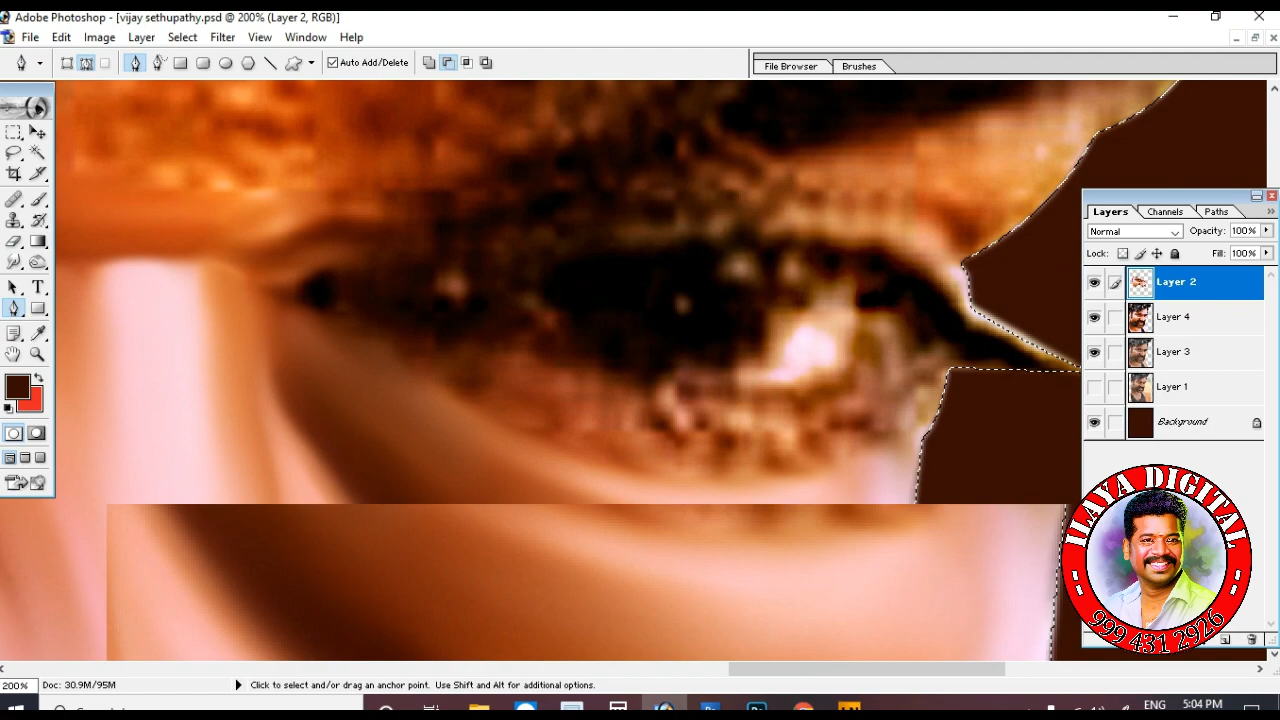 Adobe Photoshop - [vijay sethupathy.psd @ 200% (Layer 2, RGB)]
File Edit Image Layer Select Filter View Window Help
Auto Add/Delete
File Browser Brushes
Layers Channels Paths
Normal Opacity: 100%
Lock: Fill: 100%
Layer 2
Layer 4
Layer 3
Layer 1
Background
ILAYA DIGITAL
999 431 2926
200% Doc: 30.9M/95M Click to select and/or drag an anchor point. Use Shift and Alt for additional options.
ENG 5:04 PM